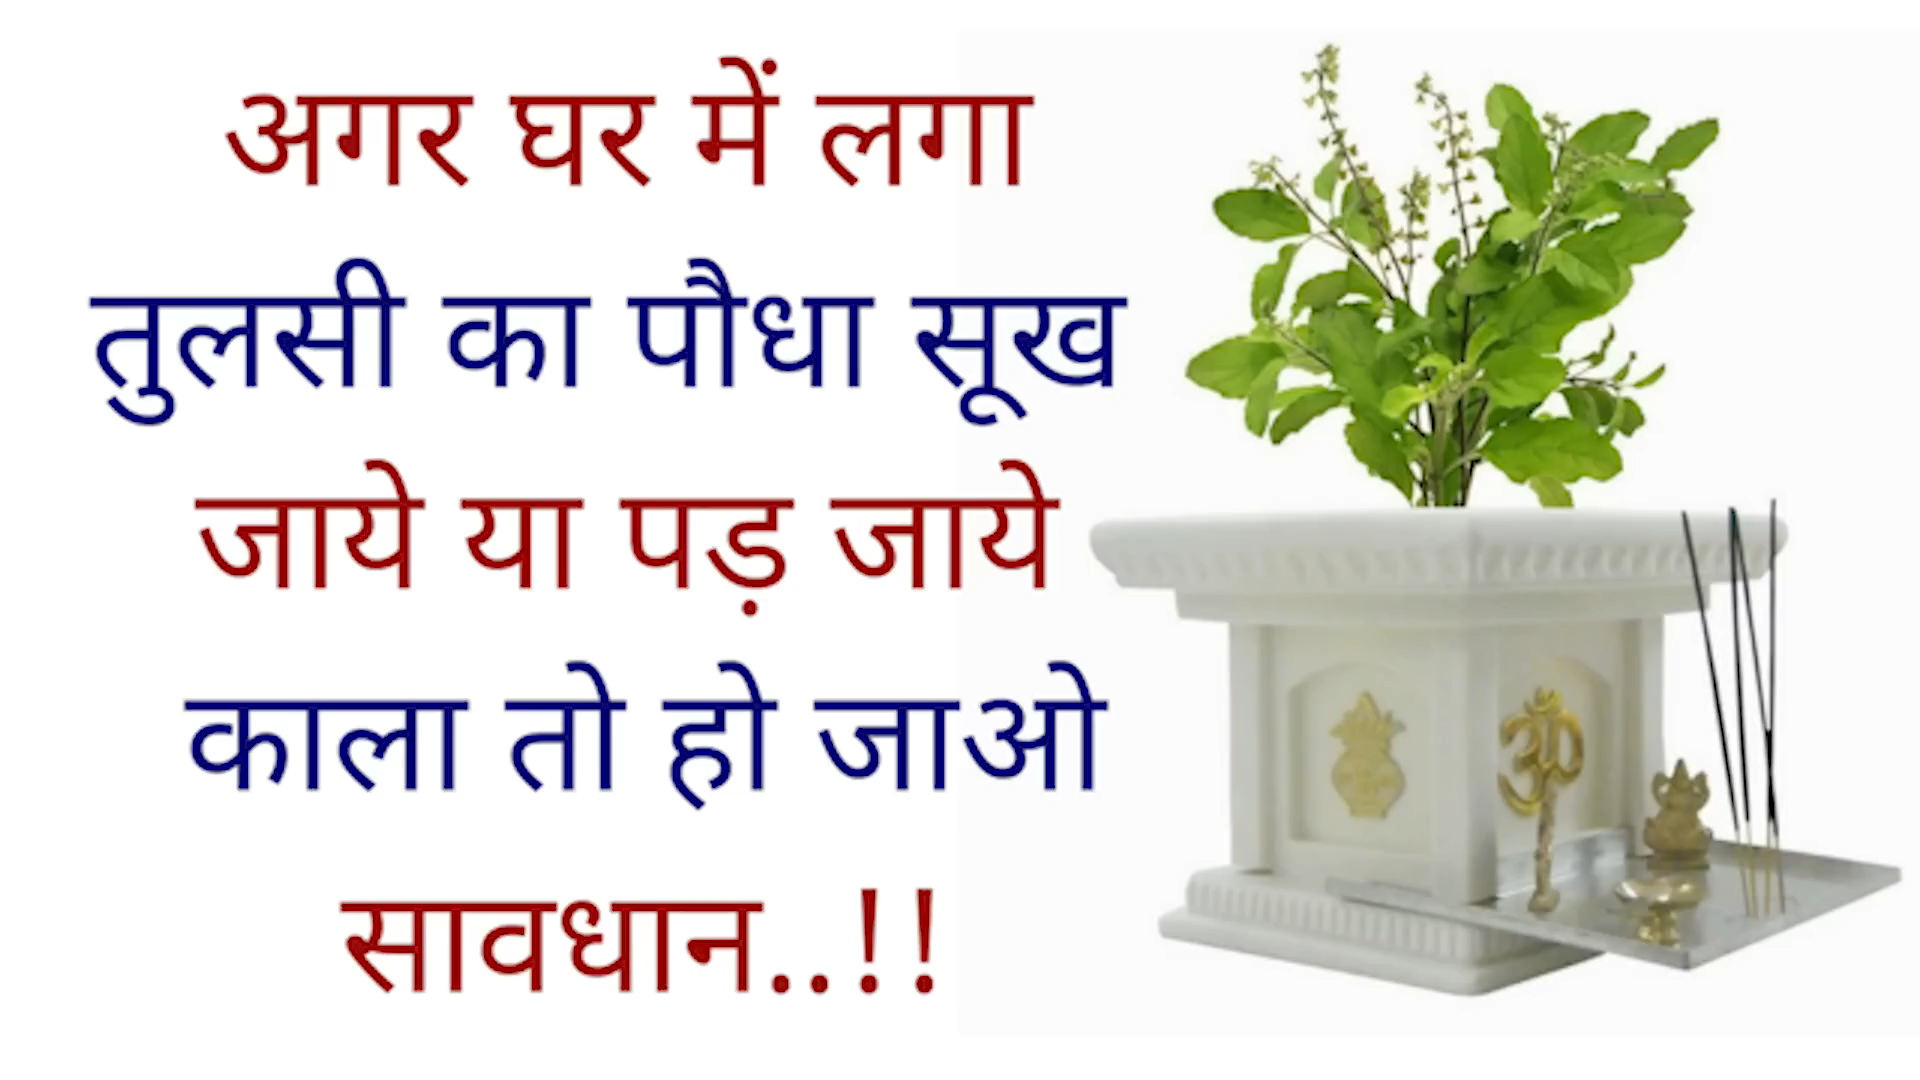 अगर घर में लगा
तुलसी का पौधा सूख
जाये या पड़ जाये
काला तो हो जाओ
सावधान..!!
ॐ